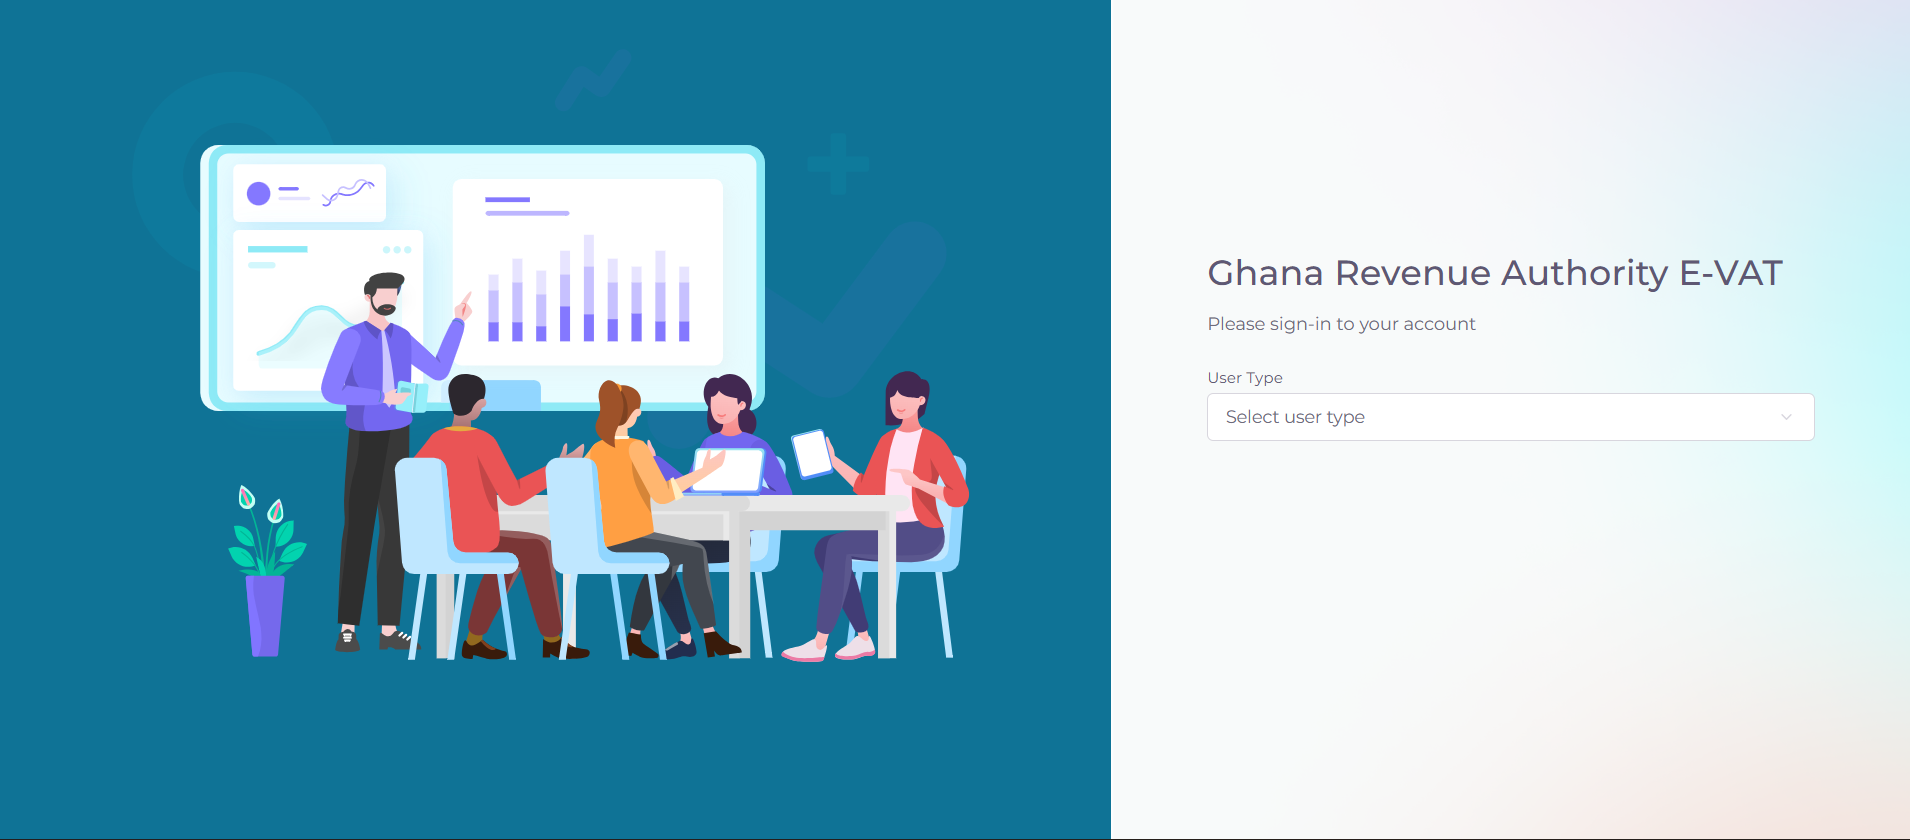 Ghana Revenue Authority E-VAT
Please sign-in to your account
User Type
Select user type